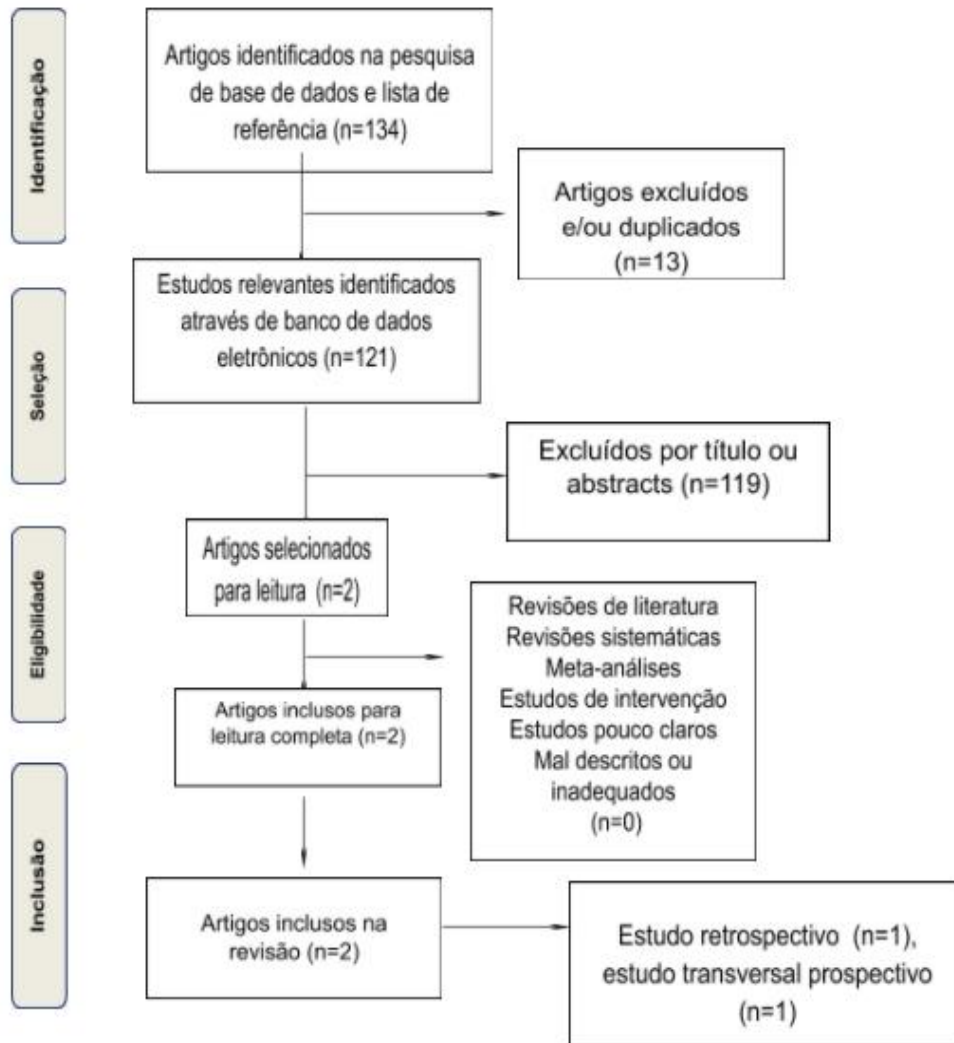 Identificação
Artigos identificados na pesquisa
de base de dados e lista de
referência (n=134)
Artigos excluídos
e/ou duplicados
(n=13)
Seleção
Estudos relevantes identificados
através de banco de dados
eletrônicos (n=121)
Excluídos por título ou
abstracts (n=119)
Eligibilidade
Artigos selecionados
para leitura (n=2)
Revisões de literatura
Revisões sistemáticas
Meta-análises
Estudos de intervenção
Estudos pouco claros
Mal descritos ou
inadequados
(n=0)
Artigos inclusos para
leitura completa (n=2)
Inclusão
Artigos inclusos na
revisão (n=2)
Estudo retrospectivo (n=1),
estudo transversal prospectivo
(n=1)